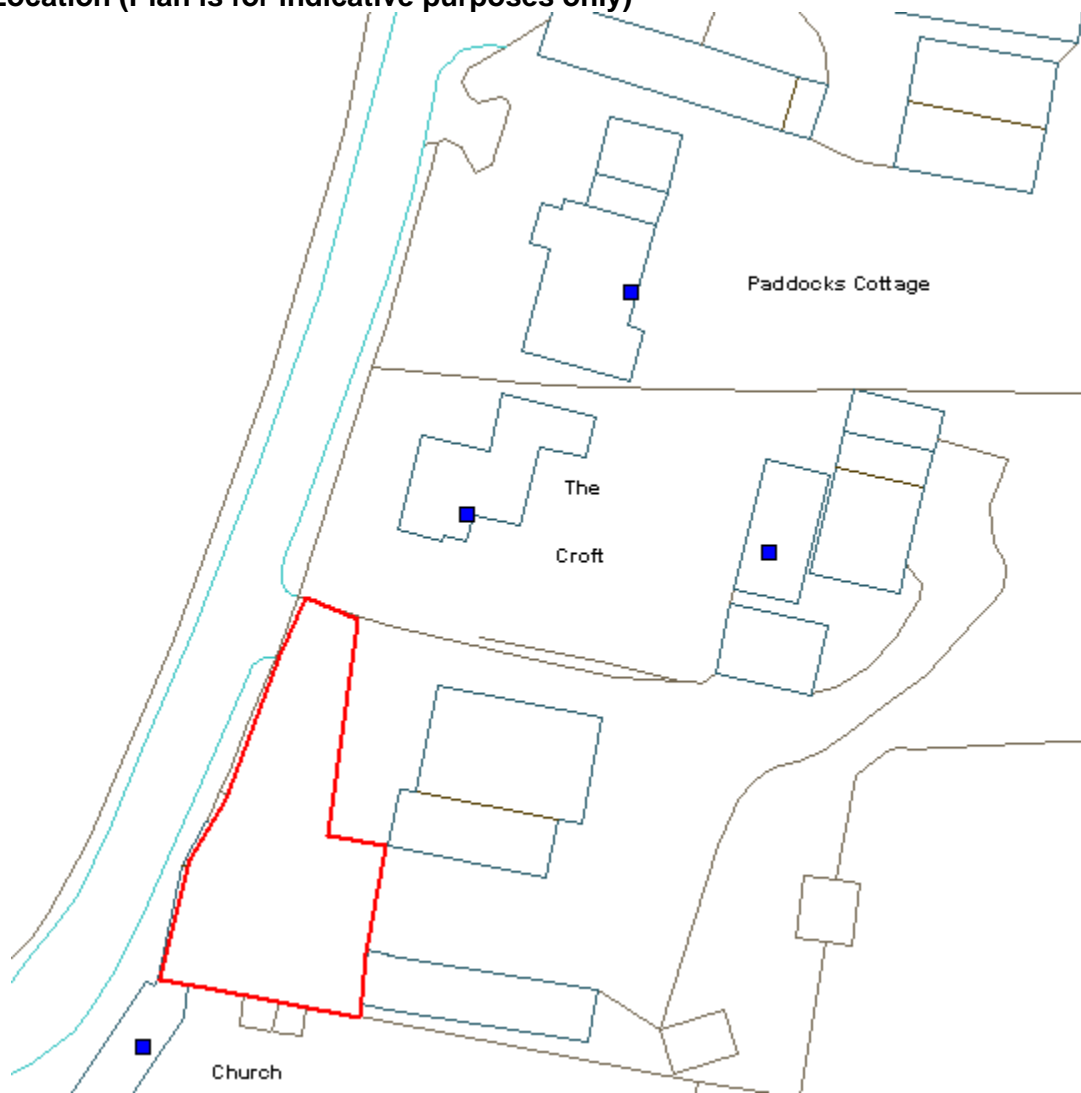 Location (Plan is for indicative purposes only)
Paddocks Cottage
The
Croft
Church